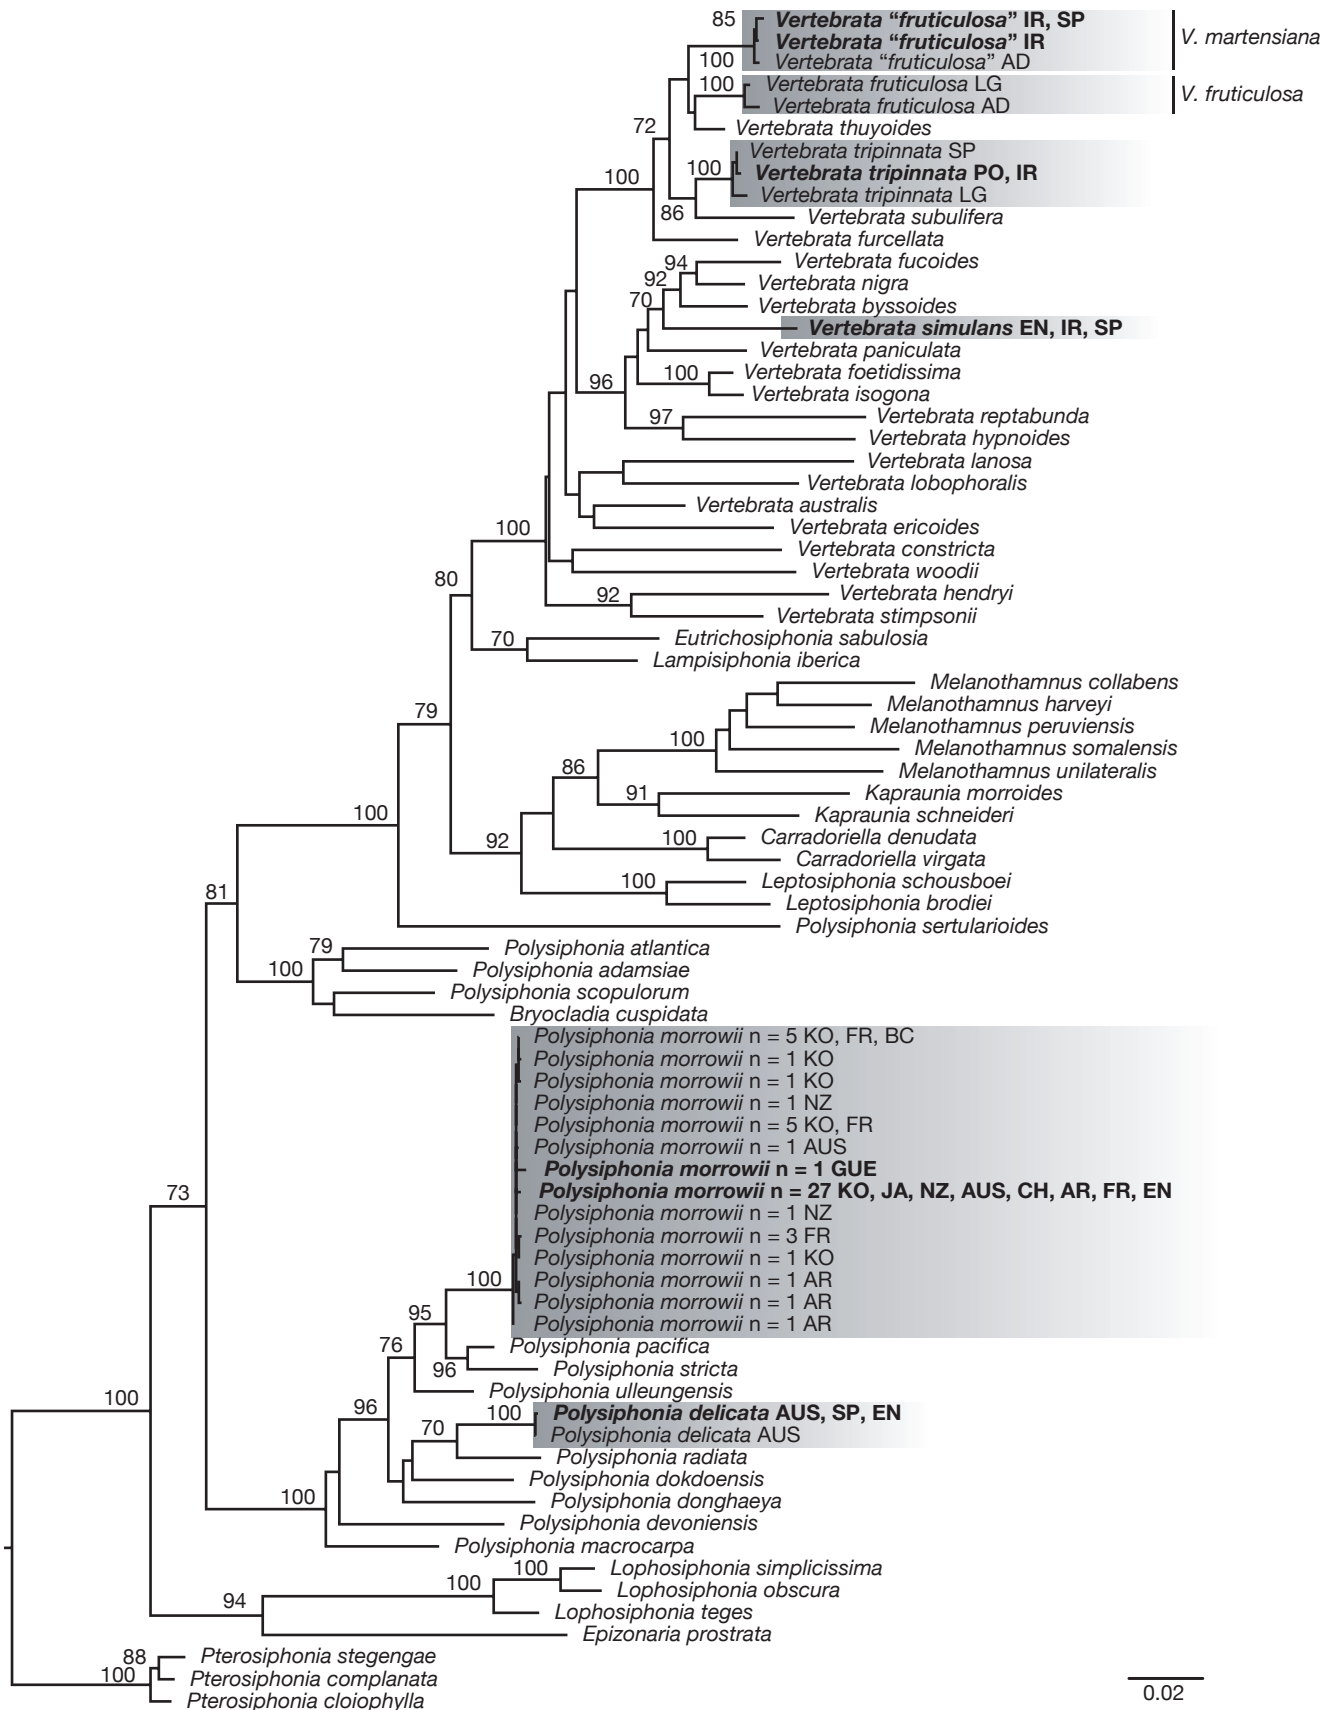 85
Vertebrata “fruticulosa” IR, SP
Vertebrata “fruticulosa” IR
V. martensiana
100
Vertebrata “fruticulosa” AD
100
Vertebrata fruticulosa LG
V. fruticulosa
Vertebrata fruticulosa AD
72
Vertebrata thuyoides
Vertebrata tripinnata SP
100
100
Vertebrata tripinnata PO, IR
Vertebrata tripinnata LG
86
Vertebrata subulifera
Vertebrata furcellata
94
Vertebrata fucoides
92
Vertebrata nigra
70
Vertebrata byssoides
Vertebrata simulans EN, IR, SP
Vertebrata paniculata
96
100
Vertebrata foetidissima
Vertebrata isogona
97
Vertebrata reptabunda
Vertebrata hypnoides
Vertebrata lanosa
Vertebrata lobophoralis
Vertebrata australis
100
Vertebrata ericoides
Vertebrata constricta
80
Vertebrata woodii
92
Vertebrata hendryi
Vertebrata stimpsonii
70
Eutrichosiphonia sabulosia
Lampisiphonia iberica
Melanothamnus collabens
79
Melanothamnus harveyi
Melanothamnus peruviensis
100
Melanothamnus somalensis
86
Melanothamnus unilateralis
91
Kapraunia morroides
100
Kapraunia schneideri
92
100
Carradoriella denudata
Carradoriella virgata
81
100
Leptosiphonia schousboei
Leptosiphonia brodiei
Polysiphonia sertularioides
79
Polysiphonia atlantica
100
Polysiphonia adamsiae
Polysiphonia scopulorum
Bryocladia cuspidata
Polysiphonia morrowii n = 5 KO, FR, BC
Polysiphonia morrowii n = 1 KO
Polysiphonia morrowii n = 1 KO
Polysiphonia morrowii n = 1 NZ
Polysiphonia morrowii n = 5 KO, FR
Polysiphonia morrowii n = 1 AUS
Polysiphonia morrowii n = 1 GUE
73
Polysiphonia morrowii n = 27 KO, JA, NZ, AUS, CH, AR, FR, EN
Polysiphonia morrowii n = 1 NZ
Polysiphonia morrowii n = 3 FR
Polysiphonia morrowii n = 1 KO
100
Polysiphonia morrowii n = 1 AR
Polysiphonia morrowii n = 1 AR
95
Polysiphonia morrowii n = 1 AR
76
Polysiphonia pacifica
96
Polysiphonia stricta
100
Polysiphonia ulleungensis
96
100
Polysiphonia delicata AUS, SP, EN
70
Polysiphonia delicata AUS
Polysiphonia radiata
Polysiphonia dokdoensis
100
Polysiphonia donghaeya
Polysiphonia devoniensis
Polysiphonia macrocarpa
100
Lophosiphonia simplicissima
100
Lophosiphonia obscura
94
Lophosiphonia teges
Epizonaria prostrata
88
Pterosiphonia stegengae
100
Pterosiphonia complanata
Pterosiphonia cloiophylla
0.02